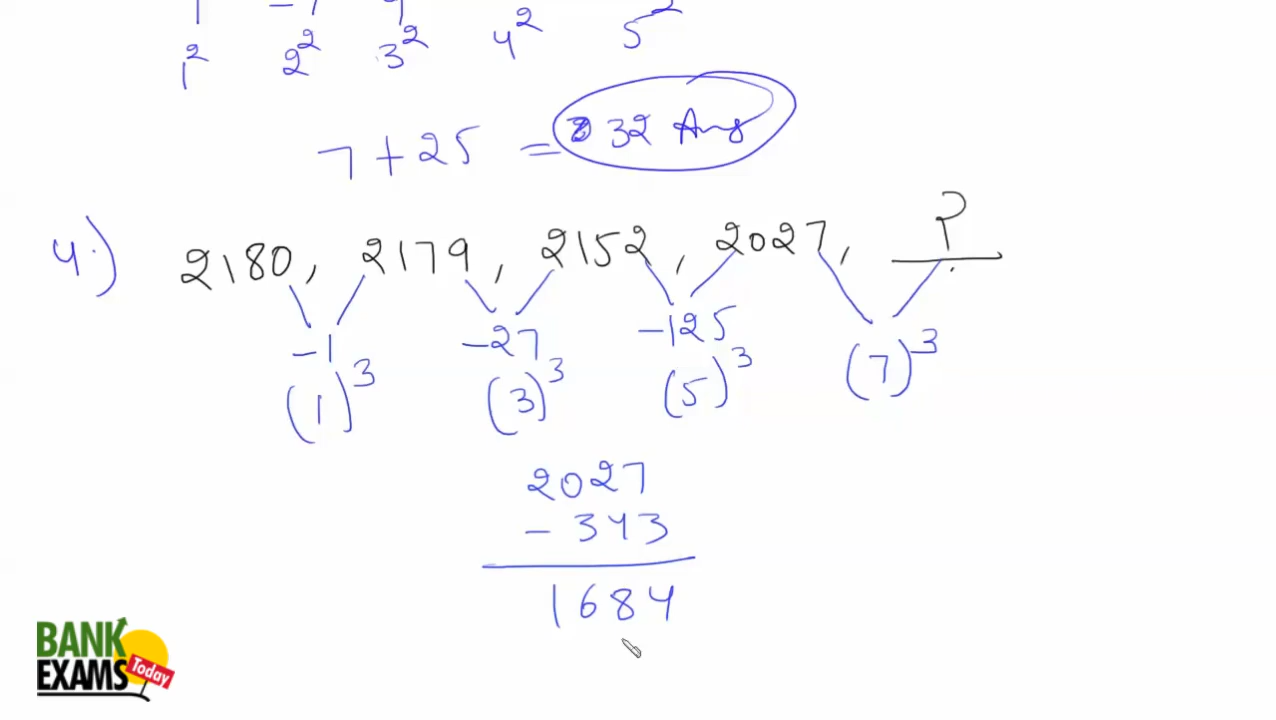 1² 2² 3² 4² 5²
7 + 25 = 32 Ans
4.) 2180, 2179, 2152, 2027, ?
-1 -27 -125
(1)³ (3)³ (5)³ (7)³
2027
- 343
1684
BANK
EXAMS Today